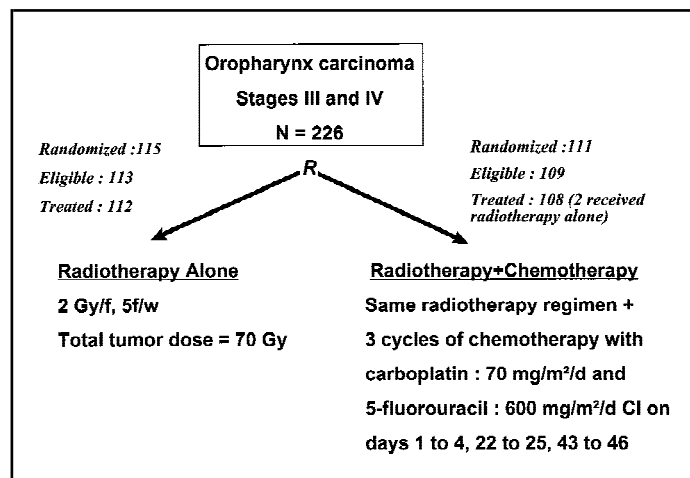 Oropharynx carcinoma
Stages III and IV
N = 226
R
Randomized :115
Eligible : 113
Treated : 112
Randomized :111
Eligible : 109
Treated : 108 (2 received
radiotherapy alone)
Radiotherapy Alone
2 Gy/f, 5f/w
Total tumor dose = 70 Gy
Radiotherapy+Chemotherapy
Same radiotherapy regimen +
3 cycles of chemotherapy with
carboplatin : 70 mg/m²/d and
5-fluorouracil : 600 mg/m²/d CI on
days 1 to 4, 22 to 25, 43 to 46